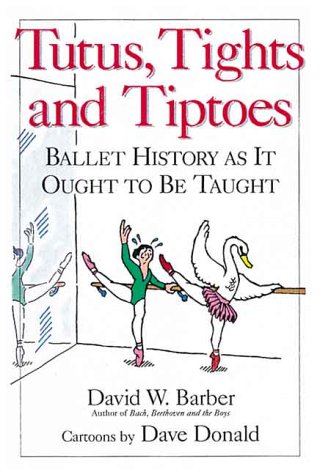 Tutus, Tights
and Tiptoes
BALLET HISTORY AS IT
OUGHT TO BE TAUGHT
David W. Barber
Author of Bach, Beethoven and the Boys
Cartoons by Dave Donald